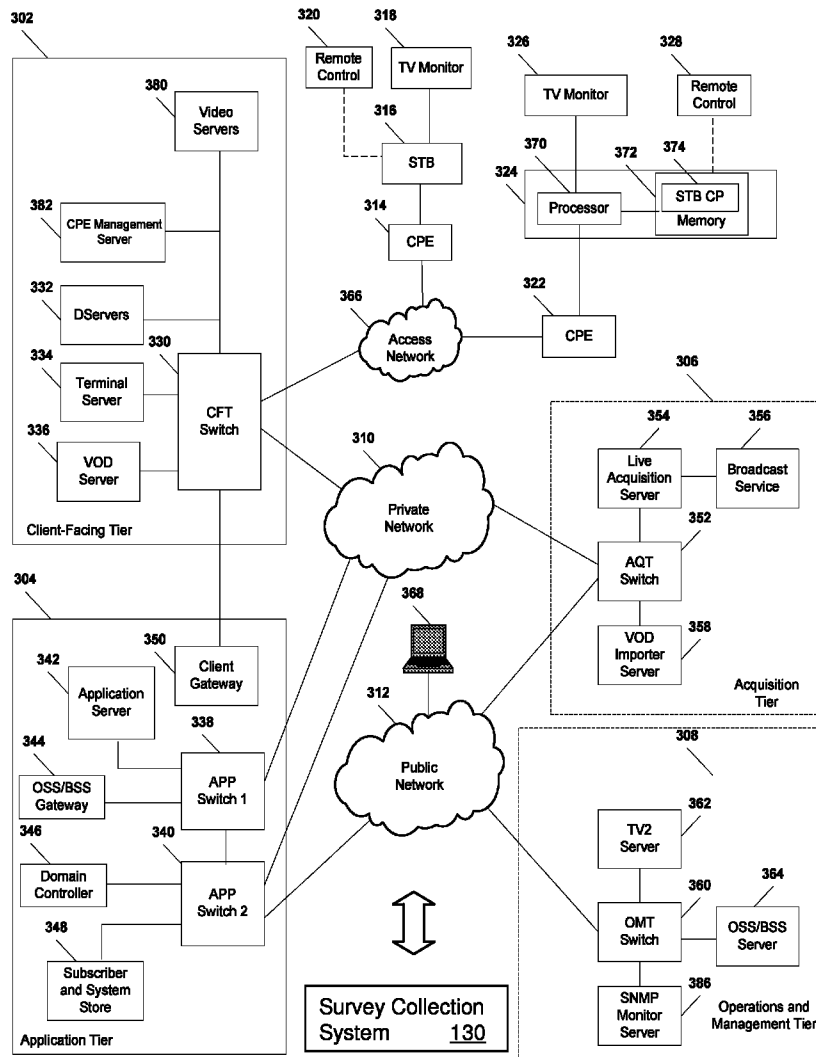 302
320
318
326
328
Remote
Control
TV Monitor
TV Monitor
Remote
Control
380
Video
Servers
316
STB
370
372
374
324
Processor
STB CP
Memory
382
CPE Management
Server
314
CPE
332
DServers
366
Access
Network
322
CPE
330
334
Terminal
Server
CFT
Switch
336
VOD
Server
Client-Facing Tier
306
354
356
Live
Acquisition
Server
Broadcast
Service
310
Private
Network
352
AQT
Switch
304
368
358
VOD
Importer
Server
Acquisition
Tier
350
Client
Gateway
342
Application
Server
338
APP
Switch 1
312
Public
Network
308
344
OSS/BSS
Gateway
362
TV2
Server
346
340
Domain
Controller
APP
Switch 2
360
364
OMT
Switch
OSS/BSS
Server
348
Subscriber
and System
Store
386
SNMP
Monitor
Server
Operations and
Management Tier
Application Tier
Survey Collection
System 130